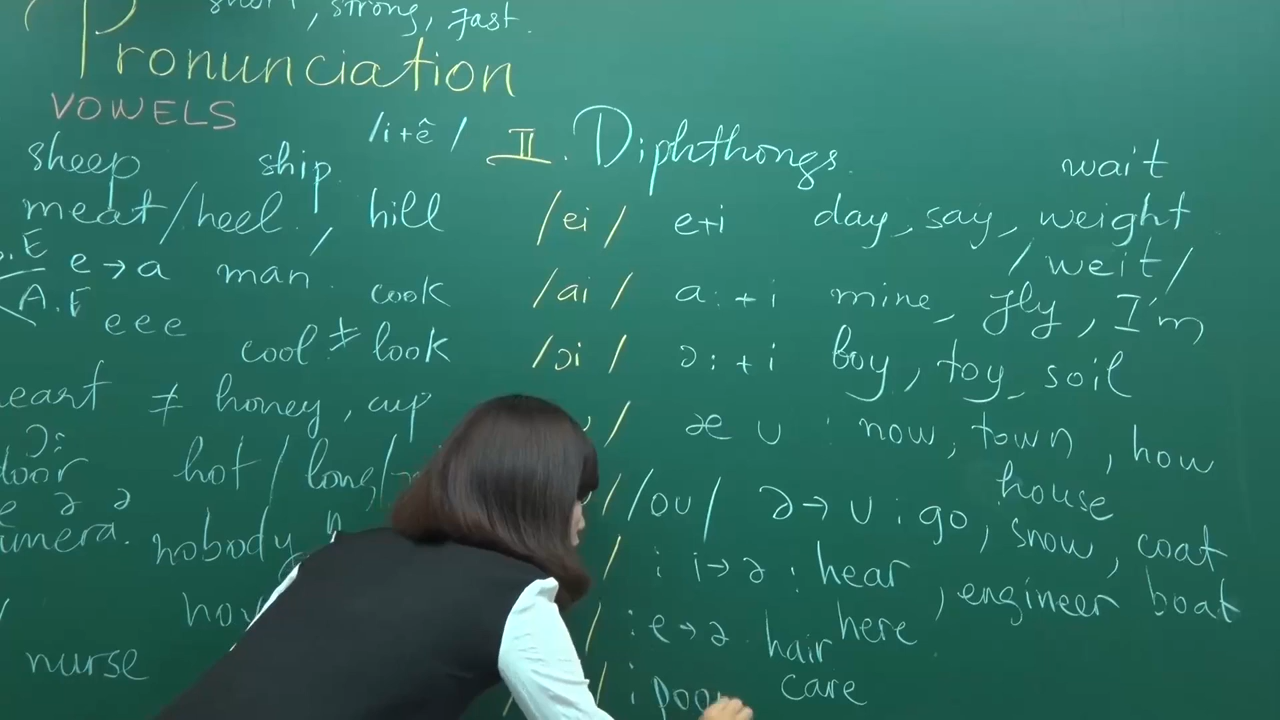 short, strong, fast.
Pronunciation
VOWELS
sheep ship
meat/heel, hill
e→a man.
A.E
eee cook
cool ≠ look
≠ honey, cup
ɔ:
door hot / long/
e ə ə
nobody
nurse
/i+ê/
II. Diphthongs.
wait
/ei/ e+i day, say, weight
/weit/
/ai/ a: + i mine, fly, I'm
/ɔi/ ɔ: + i boy, toy, soil
/ æ ʊ : now, town, how
house
/ /oʊ/ ə→ʊ : go, snow, coat
boat
/ : i→ə : hear, engineer
here
/ : e→ə hair
care
/ : poor